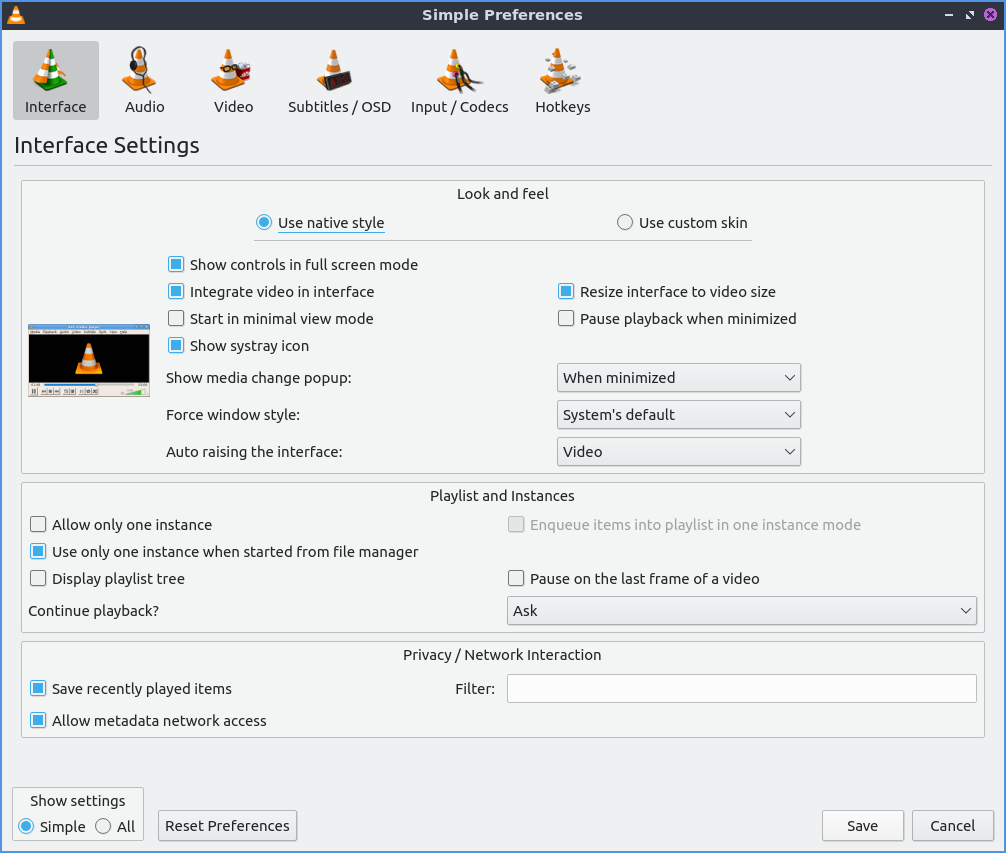 Simple Preferences
Interface Audio Video Subtitles / OSD Input / Codecs Hotkeys
Interface Settings
Look and feel
Use native style Use custom skin
Show controls in full screen mode
Integrate video in interface Resize interface to video size
Start in minimal view mode Pause playback when minimized
Show systray icon
Show media change popup: When minimized
Force window style: System's default
Auto raising the interface: Video
Playlist and Instances
Allow only one instance Enqueue items into playlist in one instance mode
Use only one instance when started from file manager
Display playlist tree Pause on the last frame of a video
Continue playback? Ask
Privacy / Network Interaction
Save recently played items Filter:
Allow metadata network access
Show settings
Simple All Reset Preferences Save Cancel